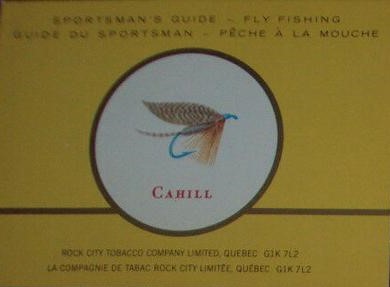 SPORTSMAN'S GUIDE - FLY FISHING
GUIDE DU SPORTSMAN - PÊCHE À LA MOUCHE
CAHILL
ROCK CITY TOBACCO COMPANY LIMITED, QUEBEC G1K 7L2
LA COMPAGNIE DE TABAC ROCK CITY LIMITÉE, QUÉBEC G1K 7L2